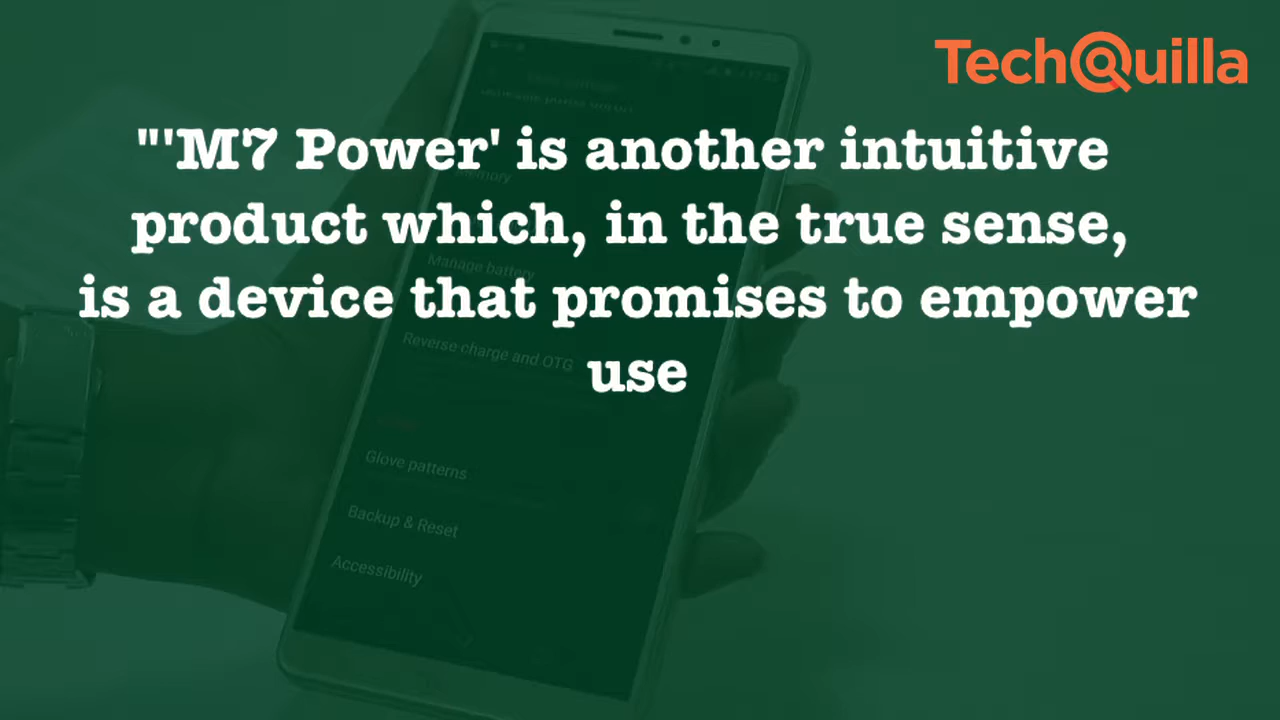 TechQuilla
"'M7 Power' is another intuitive
product which, in the true sense,
is a device that promises to empower
use
Memory
Manage battery
Reverse charge and OTG
Glove patterns
Backup & Reset
Accessibility